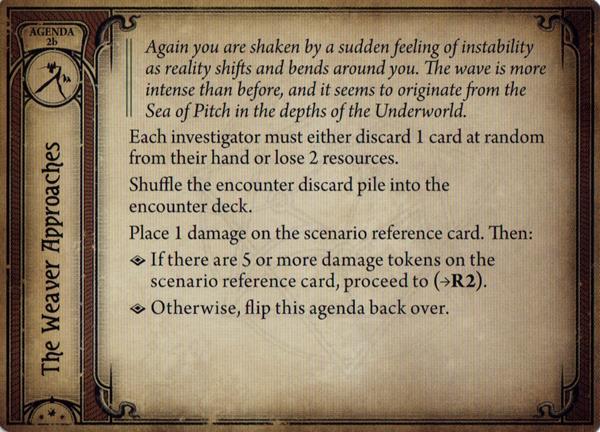 AGENDA
2b
The Weaver Approaches
Again you are shaken by a sudden feeling of instability
as reality shifts and bends around you. The wave is more
intense than before, and it seems to originate from the
Sea of Pitch in the depths of the Underworld.
Each investigator must either discard 1 card at random
from their hand or lose 2 resources.
Shuffle the encounter discard pile into the
encounter deck.
Place 1 damage on the scenario reference card. Then:
If there are 5 or more damage tokens on the
scenario reference card, proceed to (→R2).
Otherwise, flip this agenda back over.